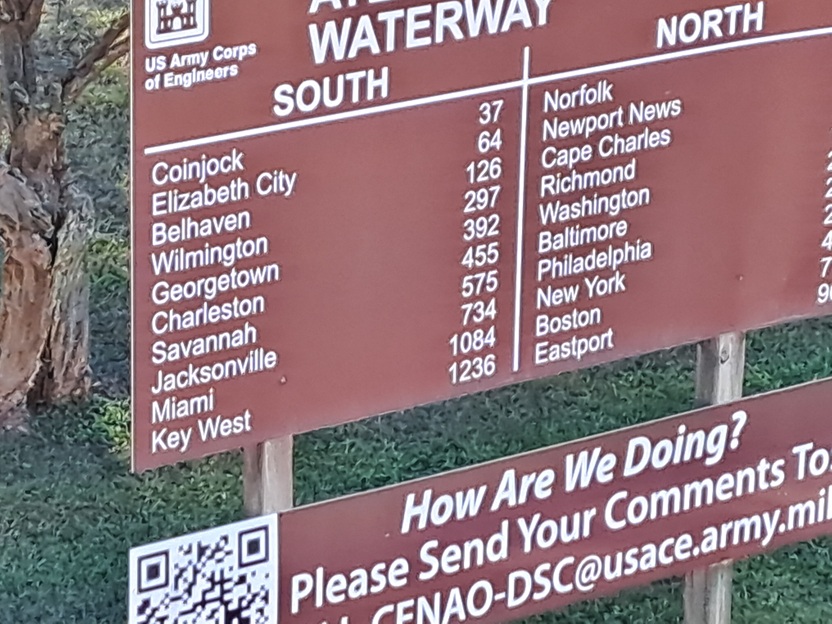 WATERWAY
US Army Corps
of Engineers
SOUTH
Coinjock 37
Elizabeth City 64
Belhaven 126
Wilmington 297
Georgetown 392
Charleston 455
Savannah 575
Jacksonville 734
Miami 1084
Key West 1236
NORTH
Norfolk
Newport News
Cape Charles
Richmond
Washington
Baltimore
Philadelphia
New York
Boston
Eastport
How Are We Doing?
Please Send Your Comments To
CENAO-DSC@usace.army.mil